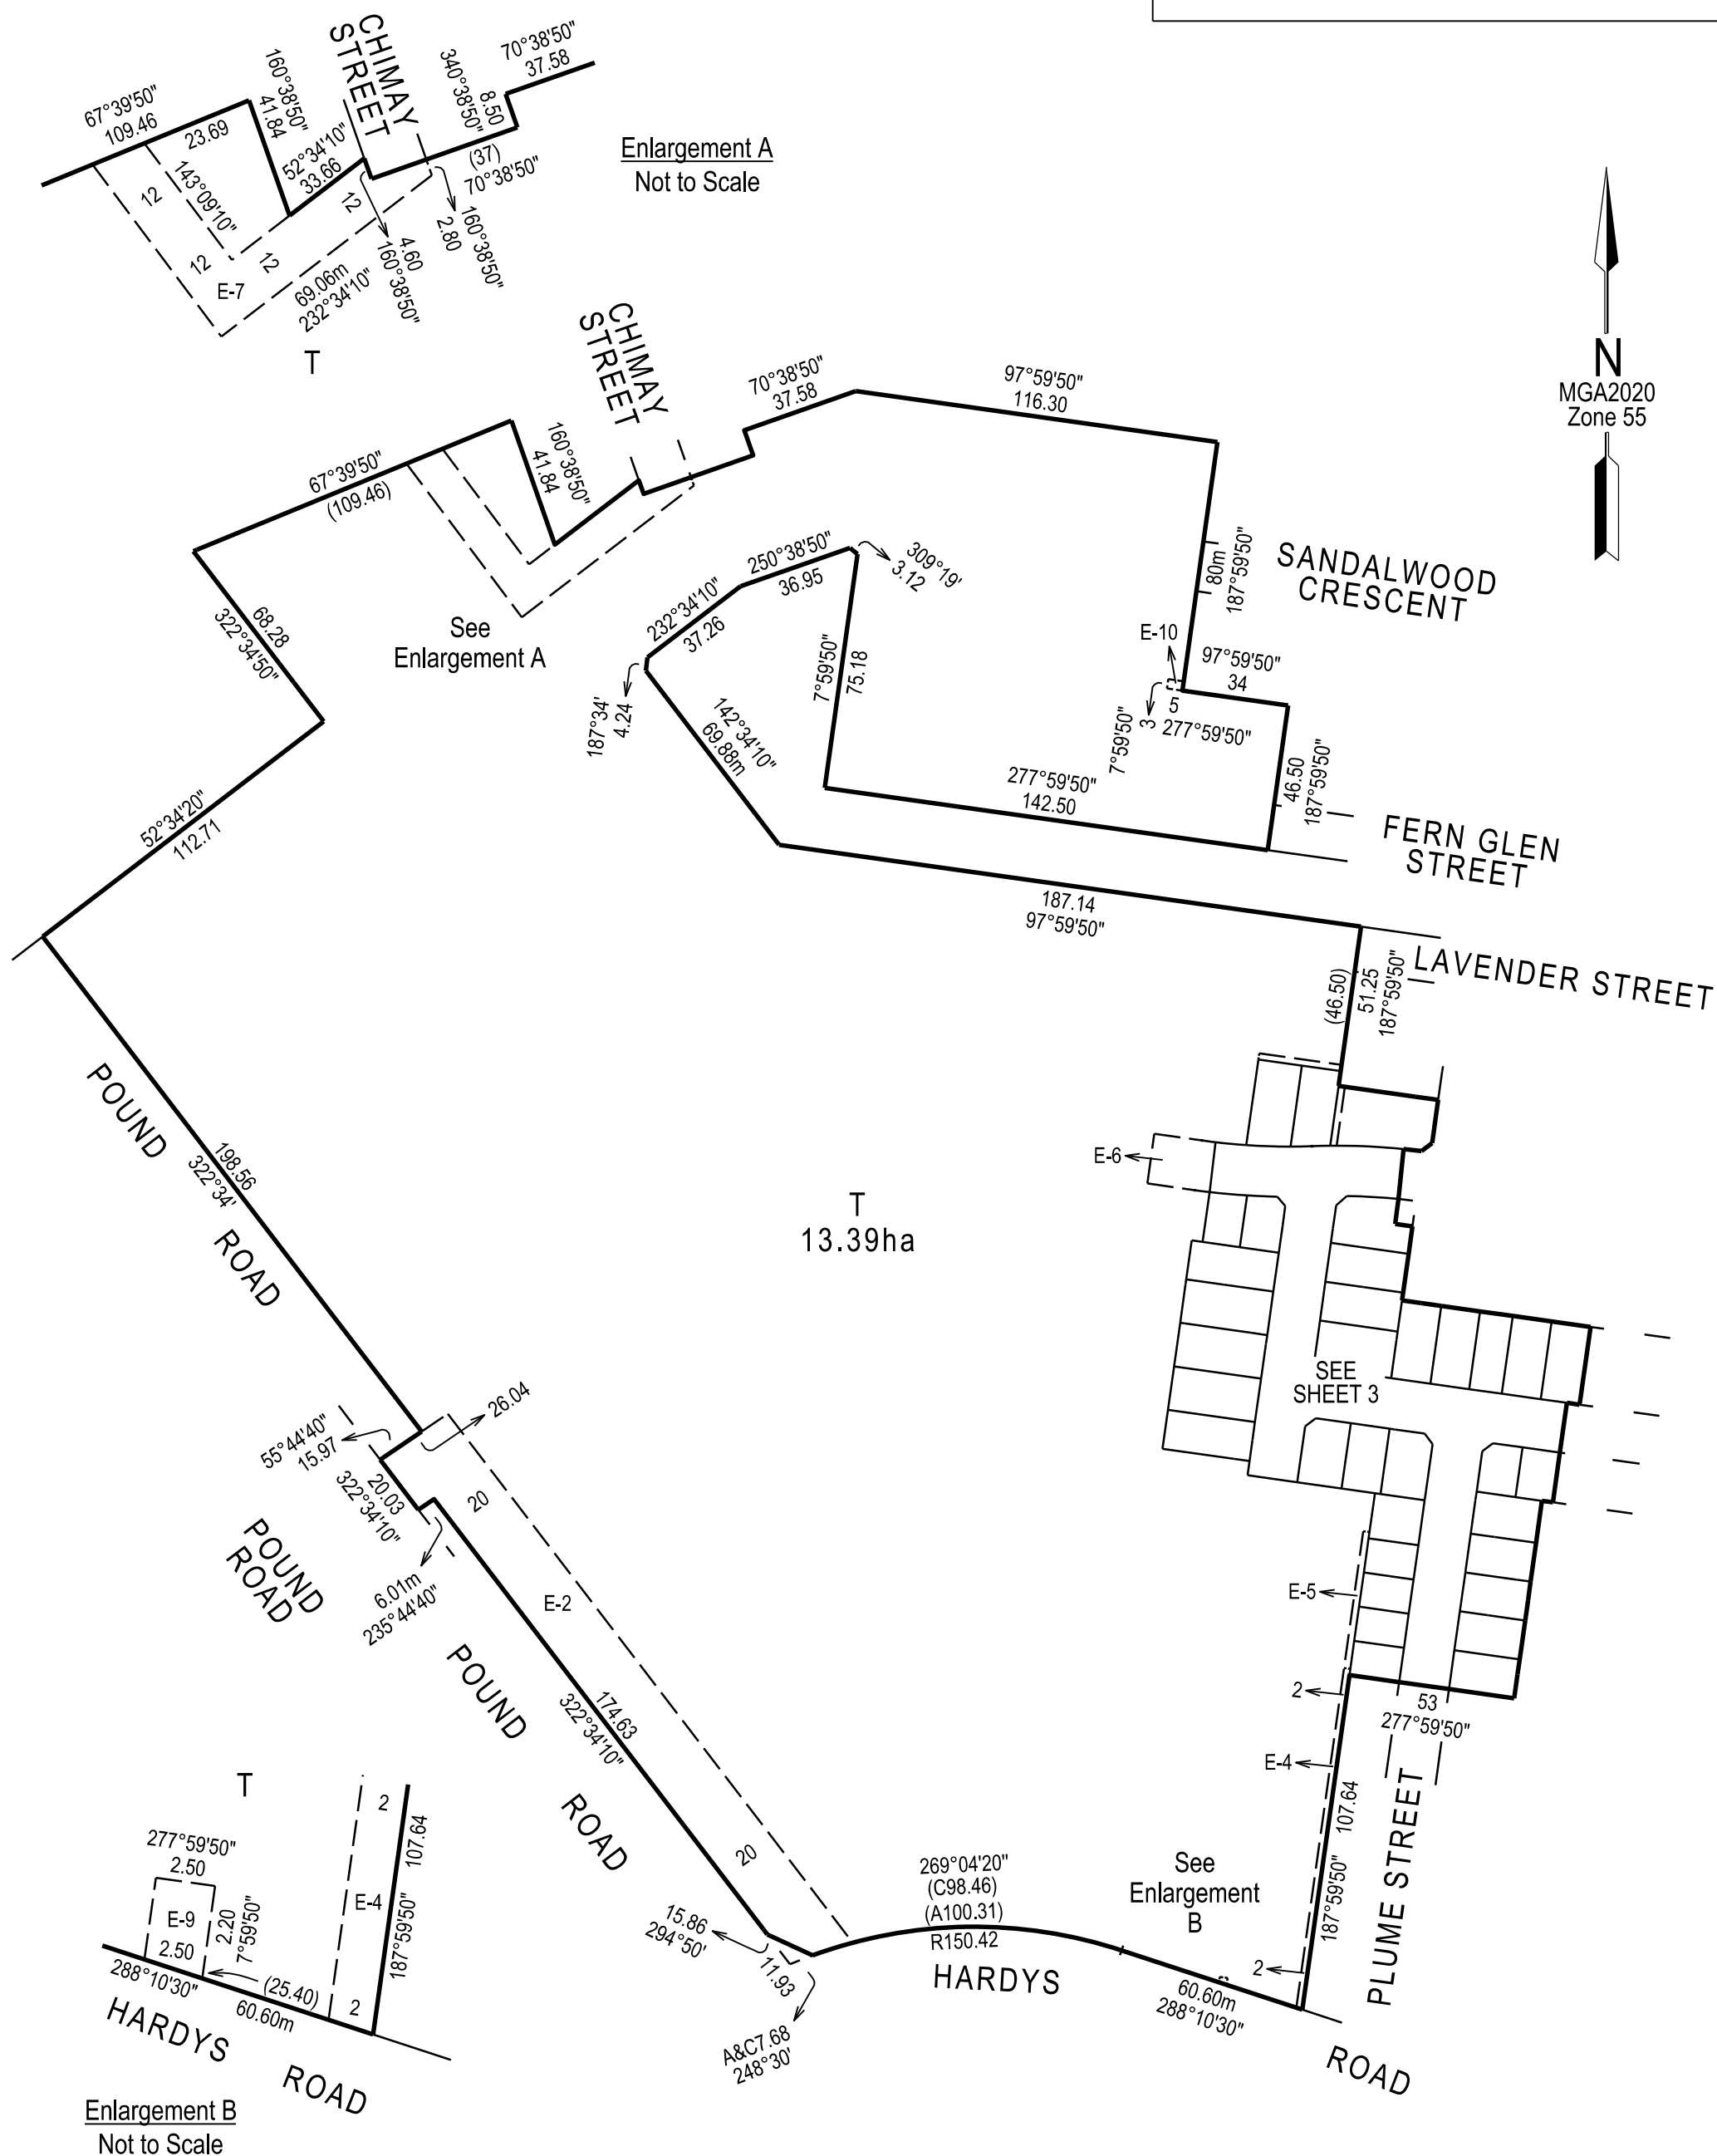 CHIMAY
STREET
67°39'50"
109.46
23.69
160°38'50"
41.84
52°34'10"
33.66
340°38'50"
8.50
70°38'50"
37.58
(37)
70°38'50"
12
143°09'10"
12
12
12
E-7
69.06m
232°34'10"
4.60
160°38'50"
2.80
160°38'50"
T
Enlargement A
Not to Scale
N
MGA2020
Zone 55
CHIMAY
STREET
67°39'50"
(109.46)
160°38'50"
41.84
70°38'50"
37.58
97°59'50"
116.30
80m
187°59'50"
SANDALWOOD
CRESCENT
E-10
97°59'50"
34
3
7°59'50"
5
277°59'50"
46.50
187°59'50"
250°38'50"
36.95
309°19'
3.12
232°34'10"
37.26
187°34'
4.24
142°34'10"
69.88m
7°59'50"
75.18
277°59'50"
142.50
FERN GLEN
STREET
187.14
97°59'50"
LAVENDER STREET
(46.50)
51.25
187°59'50"
See
Enlargement A
68.28
322°34'50"
52°34'20"
112.71
POUND
ROAD
198.56
322°34'
E-6
T
13.39ha
SEE
SHEET 3
26.04
55°44'40"
15.97
20.03
322°34'10"
POUND
ROAD
6.01m
235°44'40"
20
E-2
E-5
2
53
277°59'50"
E-4
POUND
ROAD
174.63
322°34'10"
20
15.86
294°50'
11.93
A&C7.68
248°30'
269°04'20"
(C98.46)
(A100.31)
R150.42
HARDYS
ROAD
See
Enlargement
B
2
60.60m
288°10'30"
187°59'50"
107.64
PLUME STREET
T
277°59'50"
2.50
E-9
2.20
7°59'50"
2.50
288°10'30"
(25.40)
60.60m
E-4
2
2
107.64
187°59'50"
HARDYS
ROAD
Enlargement B
Not to Scale